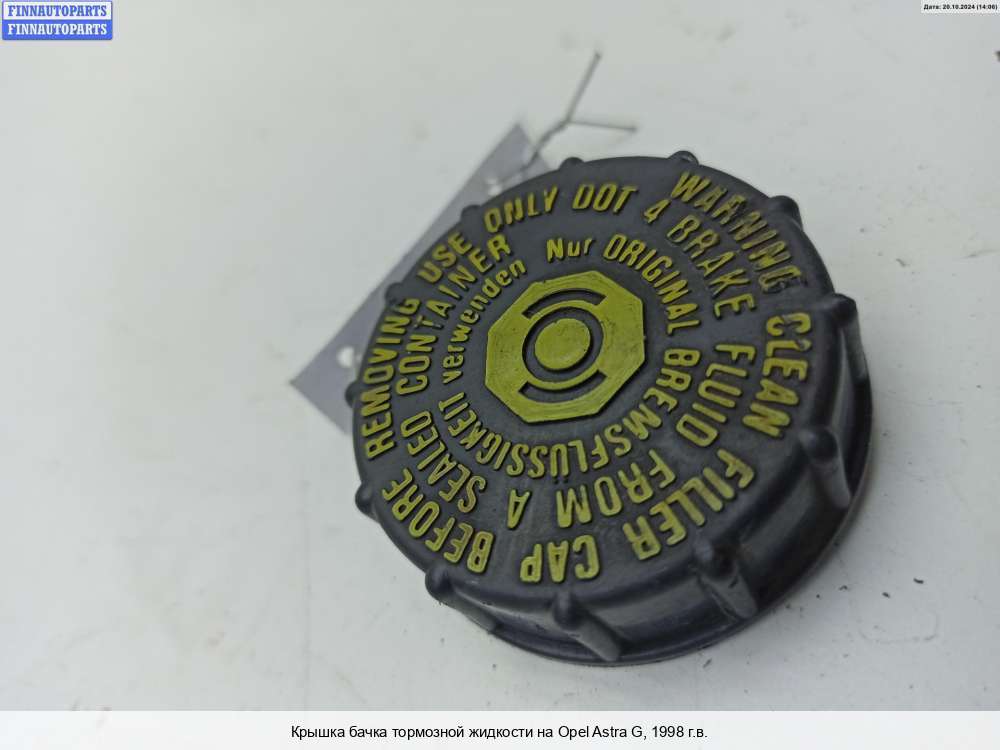 FINNAUTOPARTS
FINNAUTOPARTS
Дата: 20.10.2024 (14:06)
WARNING CLEAN FILLER CAP BEFORE REMOVING
USE ONLY DOT 4 BRAKE FLUID FROM A SEALED CONTAINER
Nur ORIGINAL BREMSFLÜSSIGKEIT verwenden
Крышка бачка тормозной жидкости на Opel Astra G, 1998 г.в.